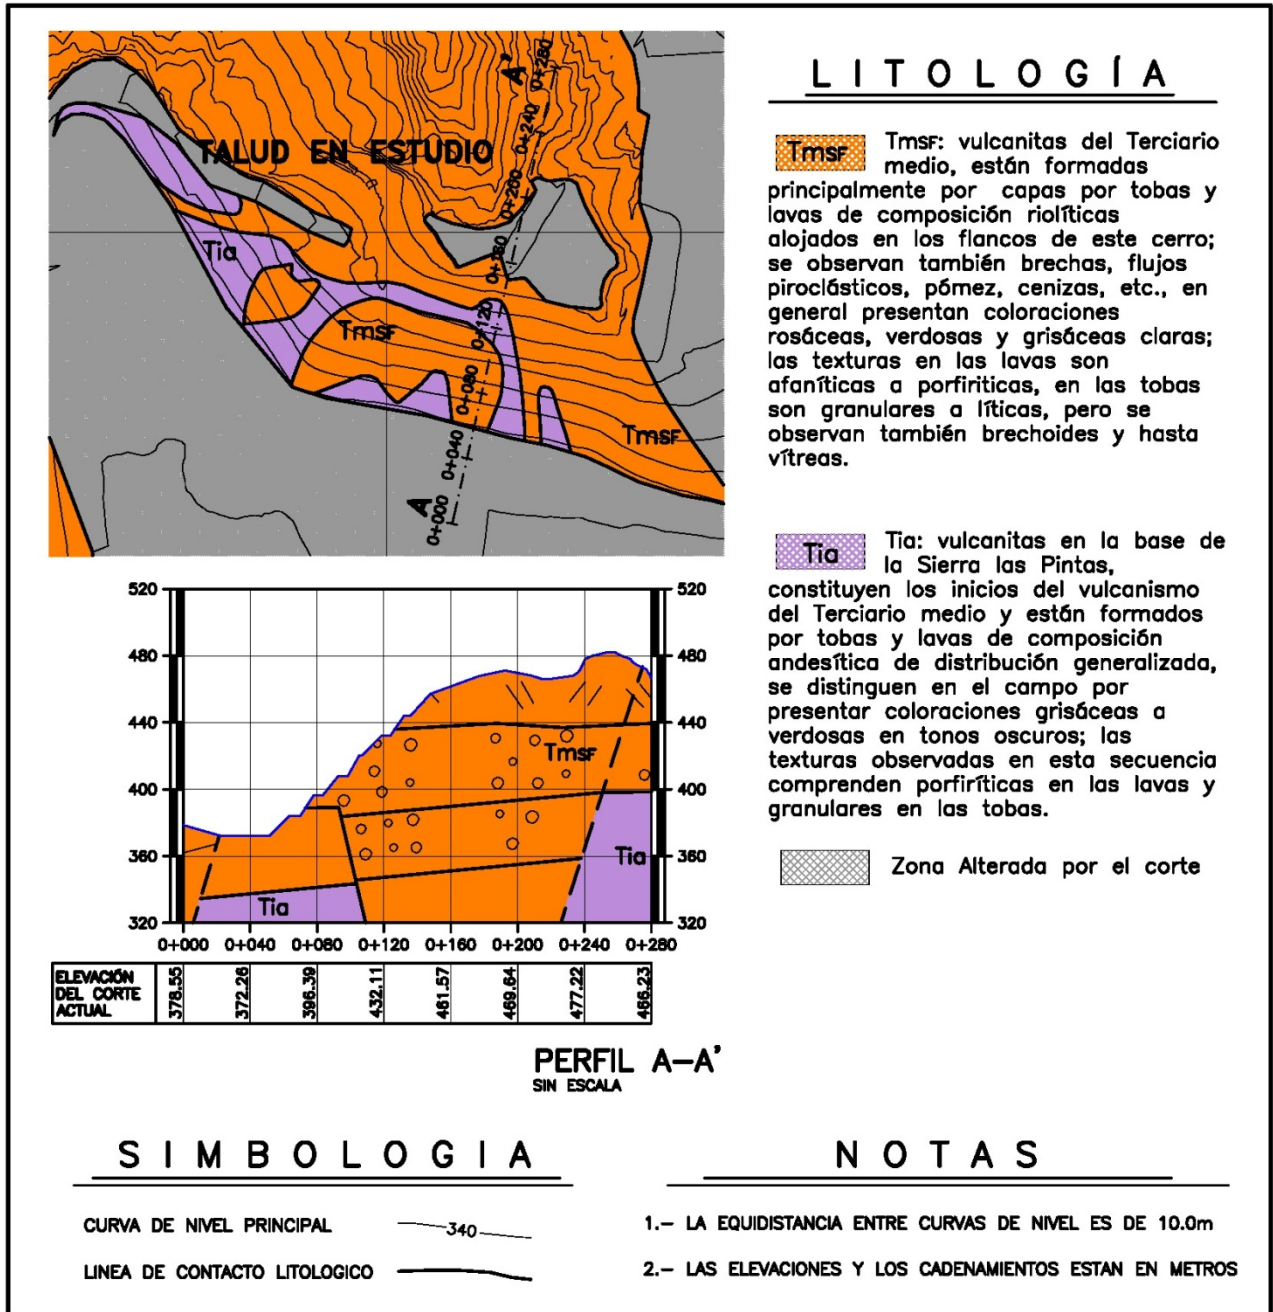 TALUD EN ESTUDIO
A'
0+280
0+240
0+200
0+160
0+120
0+080
0+040
0+000
A
Tia
TmsF
TmsF
LITOLOGÍA
TmsF
TmsF: vulcanitas del Terciario
medio, están formadas
principalmente por capas por tobas y
lavas de composición riolíticas
alojados en los flancos de este cerro;
se observan también brechas, flujos
piroclásticos, pómez, cenizas, etc., en
general presentan coloraciones
rosáceas, verdosas y grisáceas claras;
las texturas en las lavas son
afaníticas a porfiriticas, en las tobas
son granulares a líticas, pero se
observan también brechoides y hasta
vítreas.
Tia
Tia: vulcanitas en la base de
la Sierra las Pintas,
constituyen los inicios del vulcanismo
del Terciario medio y están formados
por tobas y lavas de composición
andesítica de distribución generalizada,
se distinguen en el campo por
presentar coloraciones grisáceas a
verdosas en tonos oscuros; las
texturas observadas en esta secuencia
comprenden porfiríticas en las lavas y
granulares en las tobas.
Zona Alterada por el corte
520 520
480 480
440 440
400 400
360 360
320 320
TmsF
Tia
Tia
0+000 0+040 0+080 0+120 0+160 0+200 0+240 0+280
ELEVACIÓN
DEL CORTE
ACTUAL
378.55 372.26 396.39 432.11 461.57 469.64 477.22 466.23
PERFIL A-A'
SIN ESCALA
SIMBOLOGIA
CURVA DE NIVEL PRINCIPAL 340
LINEA DE CONTACTO LITOLOGICO
NOTAS
1.- LA EQUIDISTANCIA ENTRE CURVAS DE NIVEL ES DE 10.0m
2.- LAS ELEVACIONES Y LOS CADENAMIENTOS ESTAN EN METROS